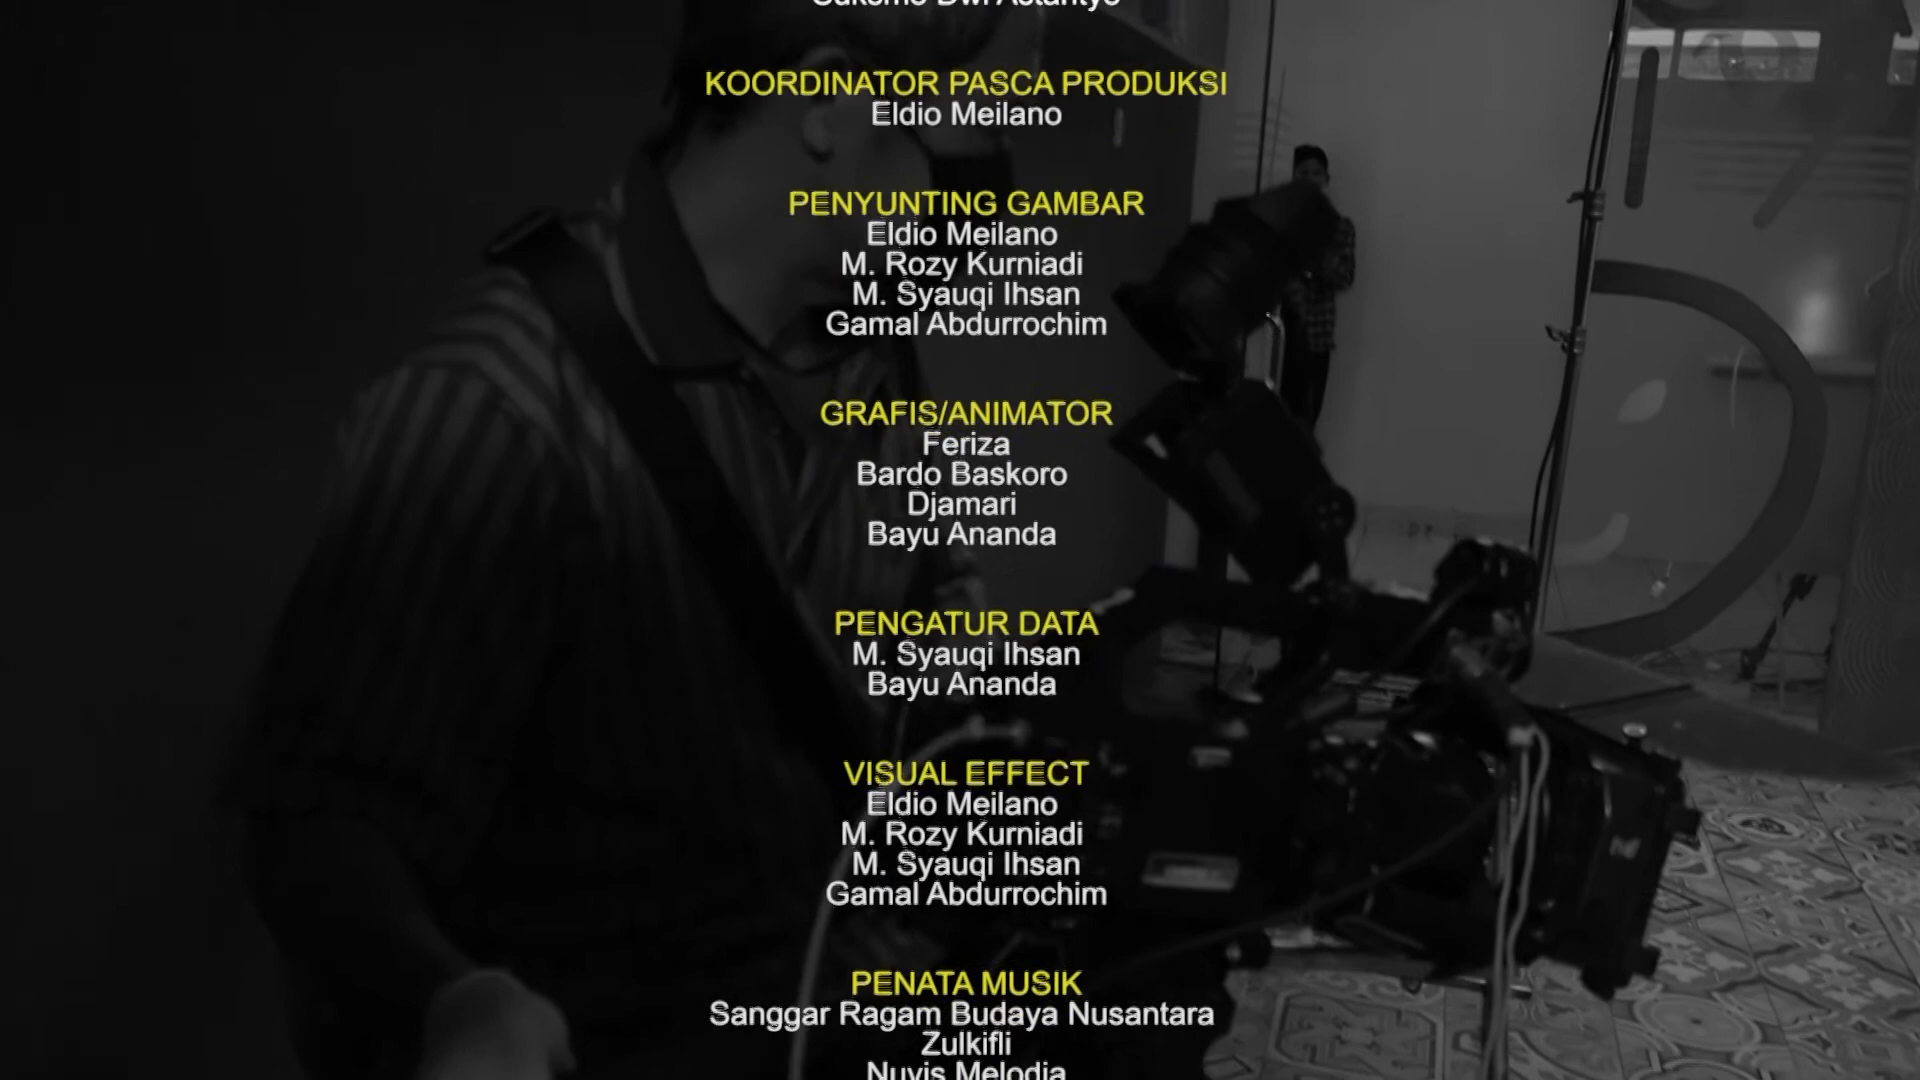 KOORDINATOR PASCA PRODUKSI
Eldio Meilano
PENYUNTING GAMBAR
Eldio Meilano
M. Rozy Kurniadi
M. Syauqi Ihsan
Gamal Abdurrochim
GRAFIS/ANIMATOR
Feriza
Bardo Baskoro
Djamari
Bayu Ananda
PENGATUR DATA
M. Syauqi Ihsan
Bayu Ananda
VISUAL EFFECT
Eldio Meilano
M. Rozy Kurniadi
M. Syauqi Ihsan
Gamal Abdurrochim
PENATA MUSIK
Sanggar Ragam Budaya Nusantara
Zulkifli
Nuvis Melodia